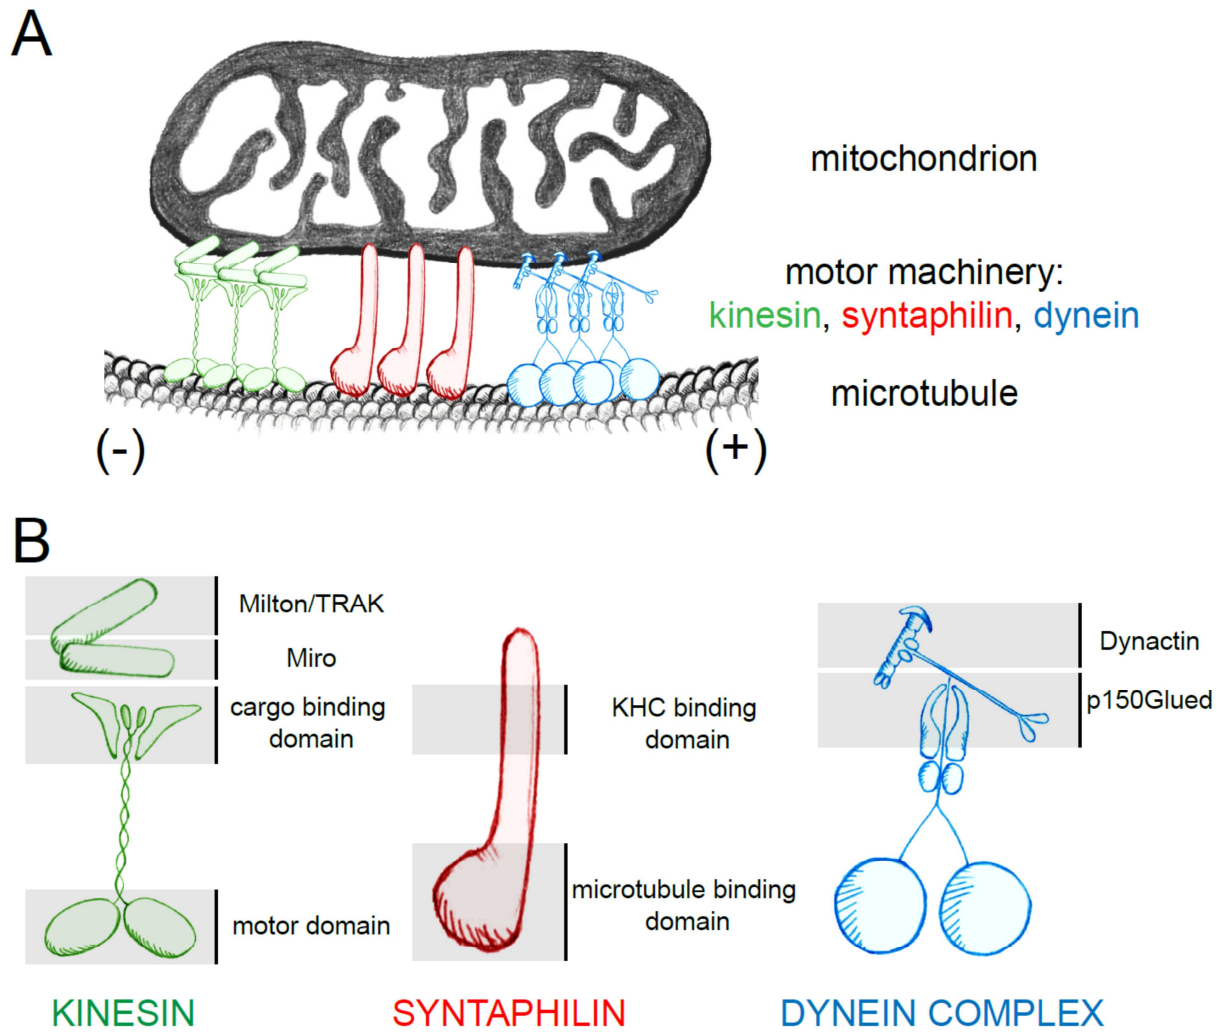 A
mitochondrion
motor machinery:
kinesin, syntaphilin, dynein
microtubule
(-)
(+)
B
Milton/TRAK
Miro
cargo binding
domain
motor domain
KINESIN
KHC binding
domain
microtubule binding
domain
SYNTAPHILIN
Dynactin
p150Glued
DYNEIN COMPLEX